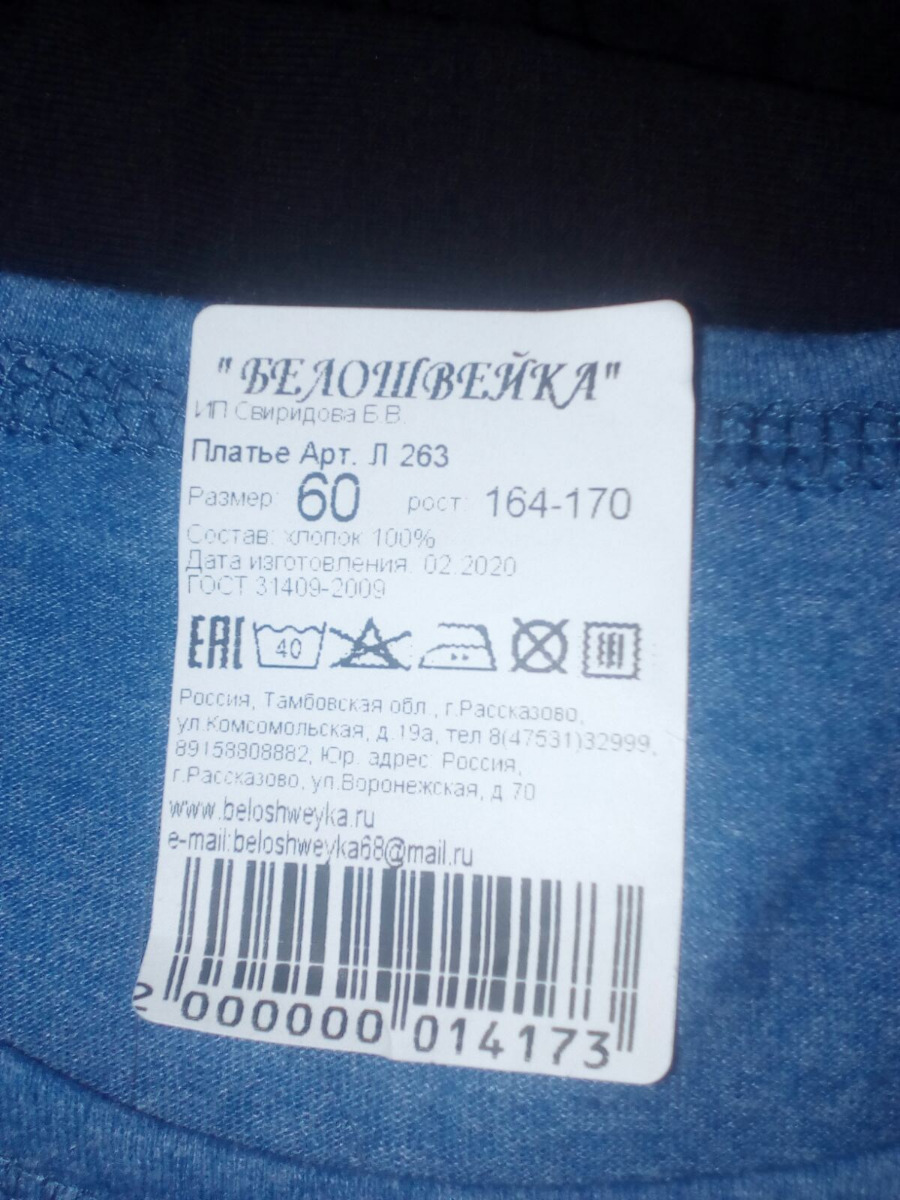 "БЕЛОШВЕЙКА"
ИП Свиридова Б.В.
Платье Арт. Л 263
Размер: 60 рост: 164-170
Состав: хлопок 100%
Дата изготовления: 02.2020
ГОСТ 31409-2009
EAC 40
Россия, Тамбовская обл., г.Рассказово,
ул.Комсомольская, д.19а, тел 8(47531)32999,
89158808882, Юр. адрес: Россия,
г.Рассказово, ул.Воронежская, д.70
www.beloshweyka.ru
e-mail:beloshweyka68@mail.ru
2 000000 014173